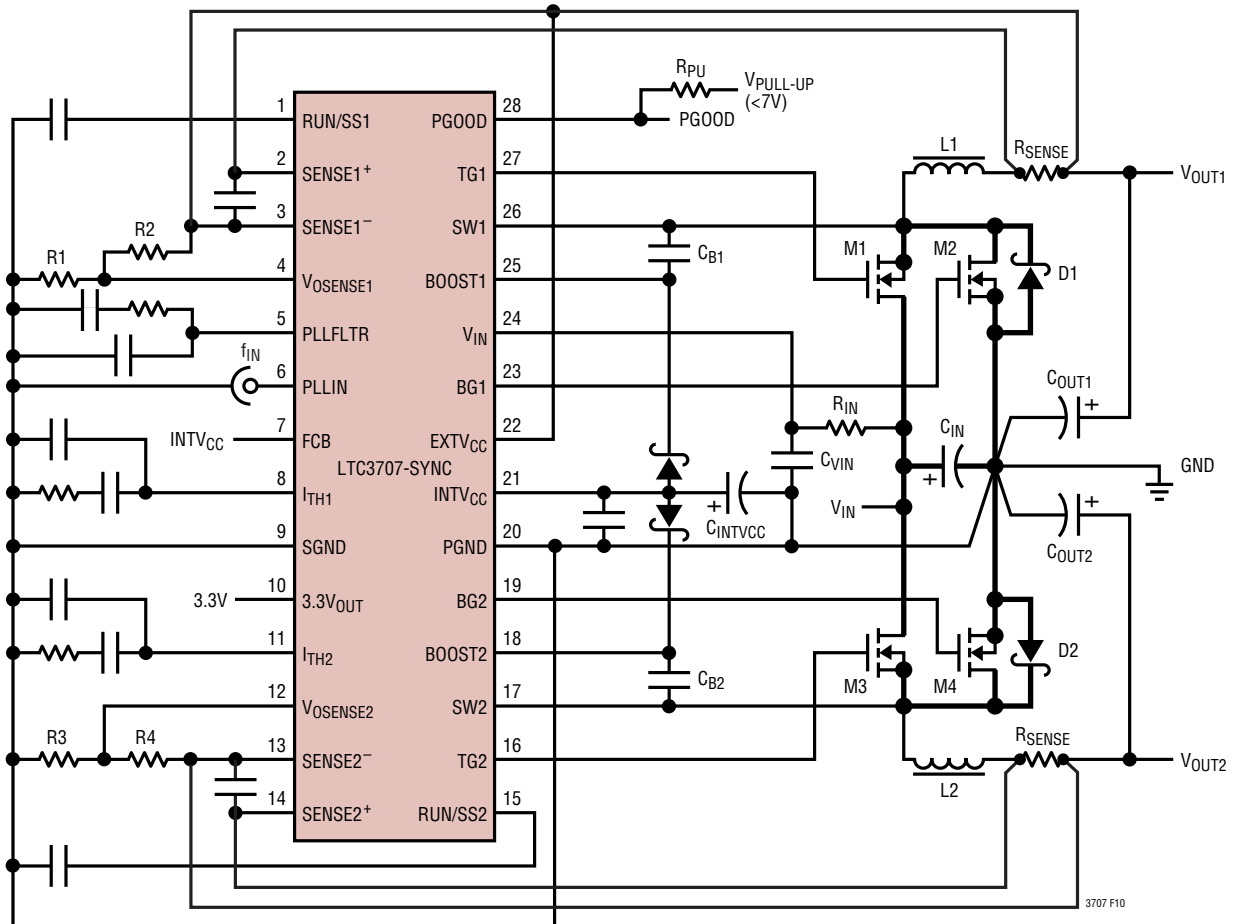 RPU
VPULL-UP
(<7V)
PGOOD
1
RUN/SS1
PGOOD
28
2
SENSE1+
TG1
27
L1
RSENSE
VOUT1
3
SENSE1–
SW1
26
R2
CB1
M1
M2
D1
R1
4
VOSENSE1
BOOST1
25
5
PLLFLTR
VIN
24
fIN
6
PLLIN
BG1
23
COUT1
+
RIN
CIN
INTVCC
7
FCB
EXTVCC
22
LTC3707-SYNC
CVIN
GND
8
ITH1
INTVCC
21
+
CINTVCC
+
VIN
+
COUT2
9
SGND
PGND
20
3.3V
10
3.3VOUT
BG2
19
11
ITH2
BOOST2
18
D2
CB2
M3
M4
12
VOSENSE2
SW2
17
R3
R4
13
SENSE2–
TG2
16
L2
RSENSE
VOUT2
14
SENSE2+
RUN/SS2
15
3707 F10